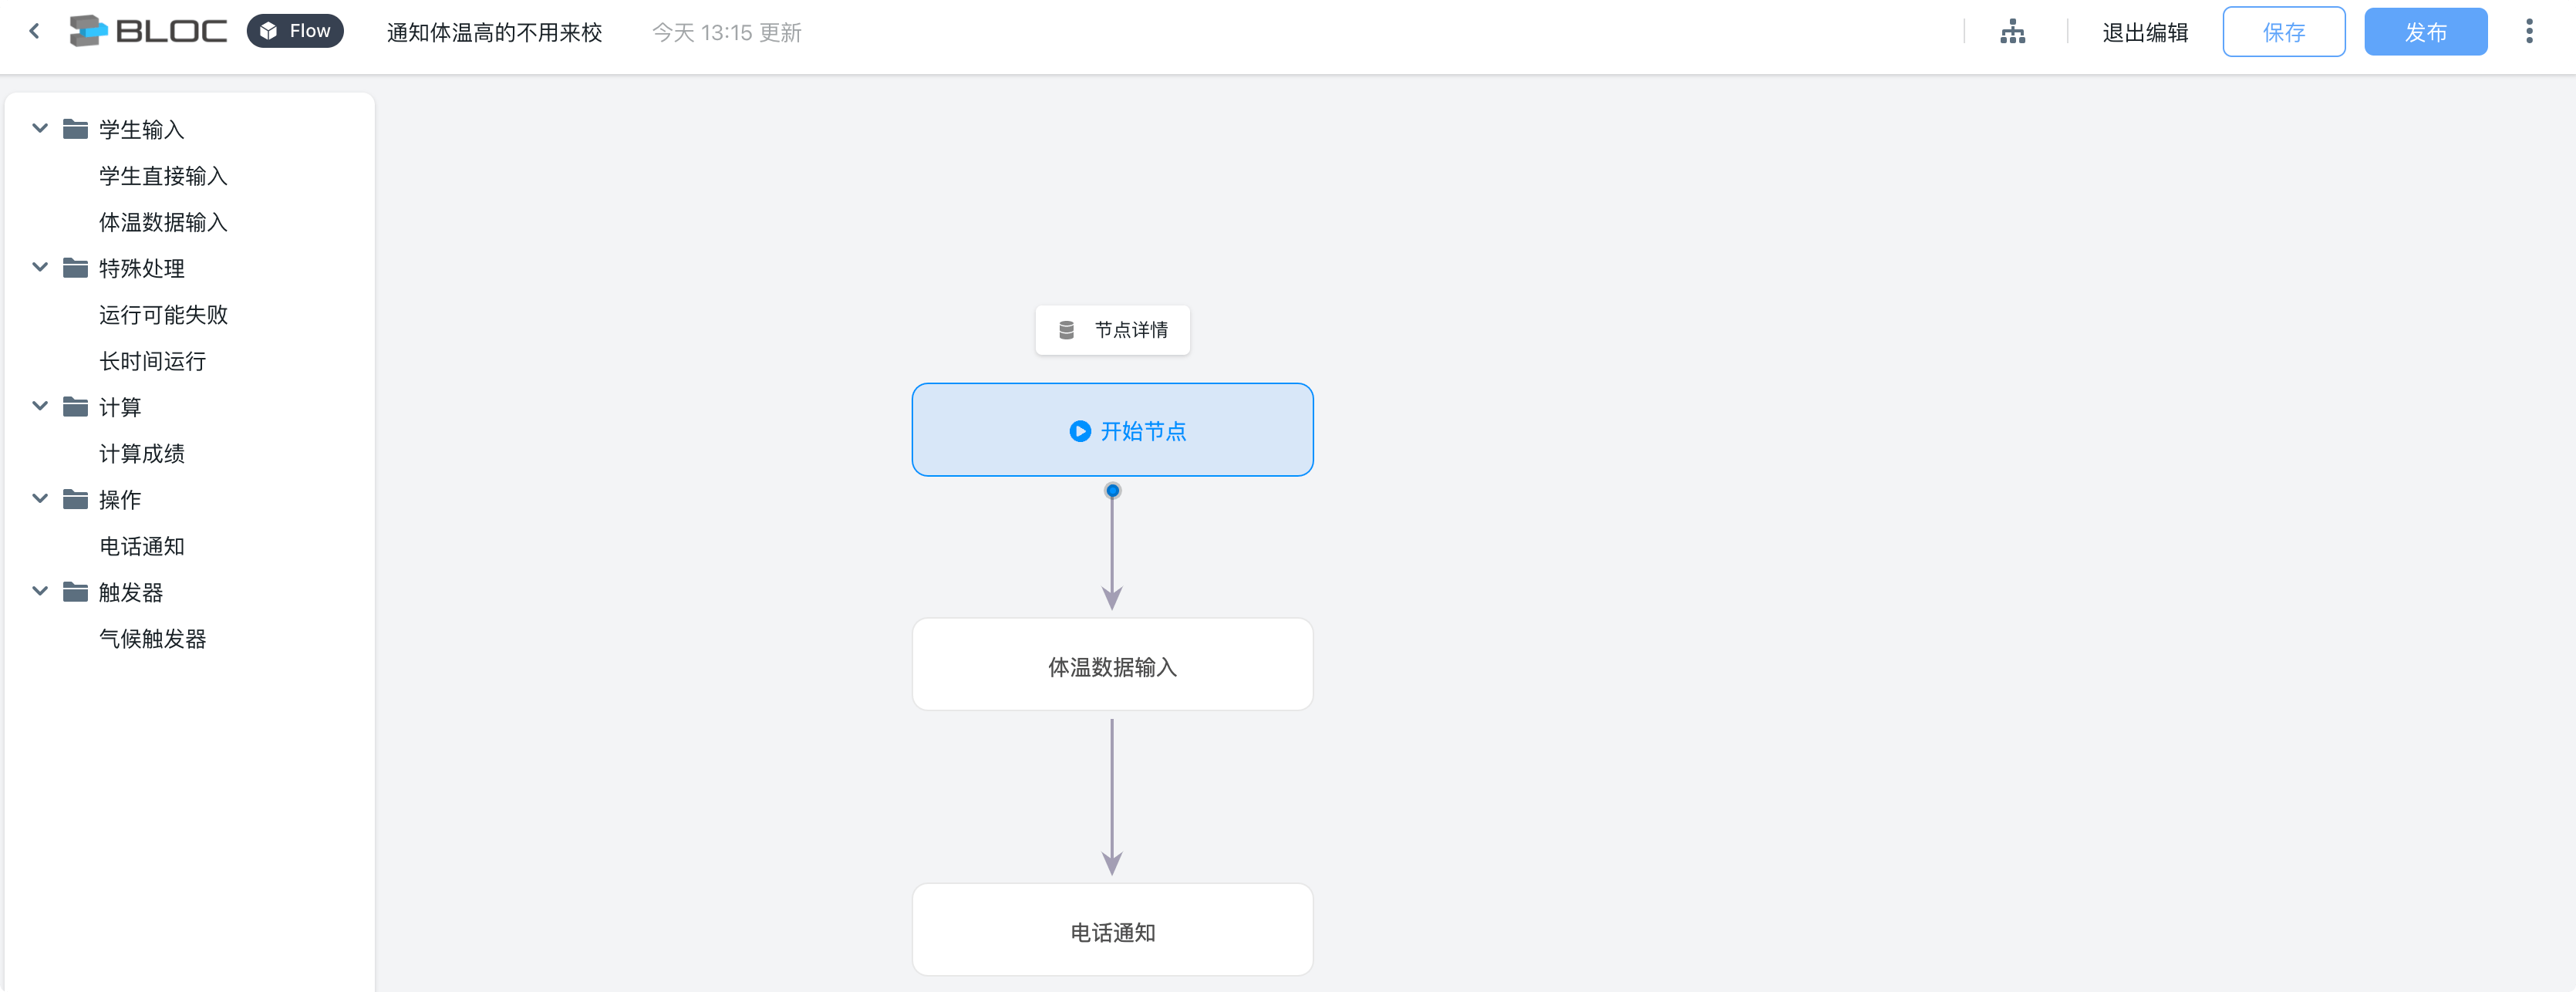 BLOC Flow 通知体温高的不用来校 今天 13:15 更新 退出编辑 保存 发布
学生输入
学生直接输入
体温数据输入
特殊处理
运行可能失败
长时间运行
计算
计算成绩
操作
电话通知
触发器
气候触发器
节点详情
开始节点
体温数据输入
电话通知